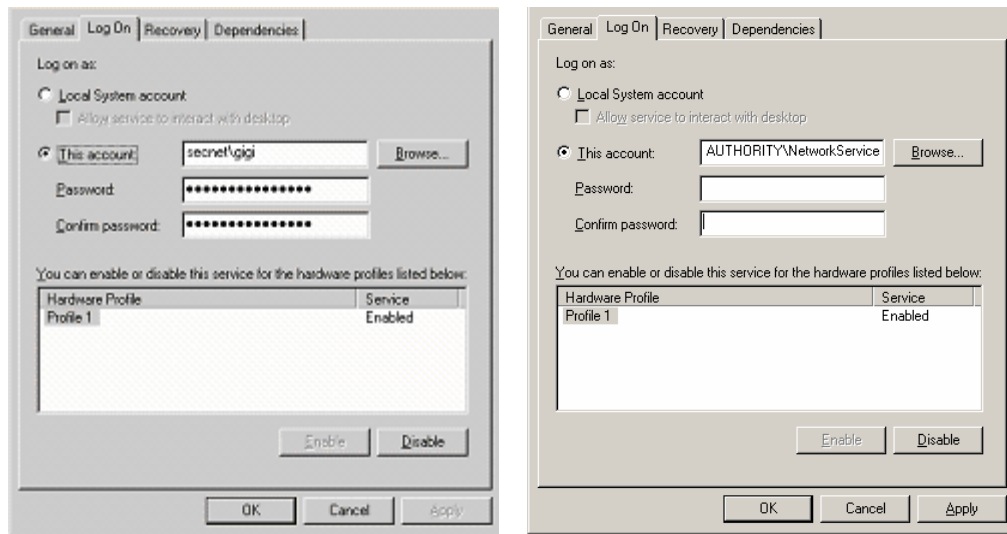 General Log On Recovery Dependencies
Log on as:
Local System account
Allow service to interact with desktop
This account: secnet\gigi Browse...
Password: •••••••••••••••
Confirm password: •••••••••••••••
You can enable or disable this service for the hardware profiles listed below:
Hardware Profile Service
Profile 1 Enabled
Enable Disable
OK Cancel Apply
General Log On Recovery Dependencies
Log on as:
Local System account
Allow service to interact with desktop
This account: AUTHORITY\NetworkService Browse...
Password:
Confirm password:
You can enable or disable this service for the hardware profiles listed below:
Hardware Profile Service
Profile 1 Enabled
Enable Disable
OK Cancel Apply